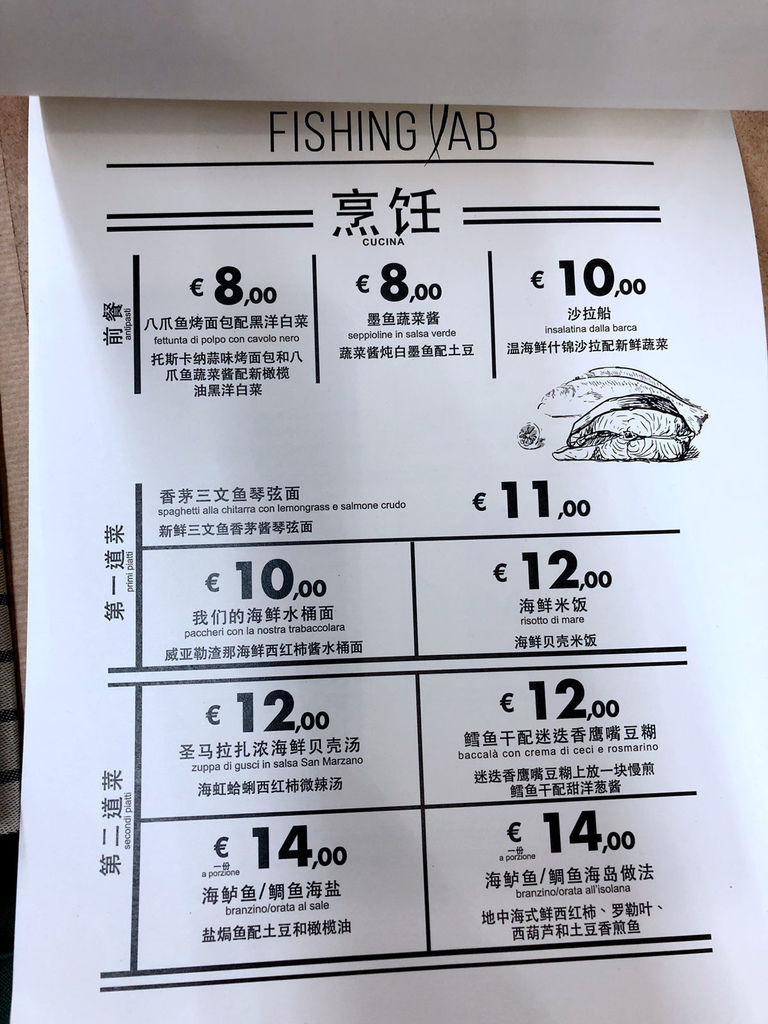 FISHING LAB
烹饪
CUCINA
前餐
antipasti
€ 8,00
八爪鱼烤面包配黑洋白菜
fettunta di polpo con cavolo nero
托斯卡纳蒜味烤面包和八
爪鱼蔬菜酱配新橄榄
油黑洋白菜
€ 8,00
墨鱼蔬菜酱
seppioline in salsa verde
蔬菜酱炖白墨鱼配土豆
€ 10,00
沙拉船
insalatina dalla barca
温海鲜什锦沙拉配新鲜蔬菜
第一道菜
primi piatti
香茅三文鱼琴弦面
spaghetti alla chitarra con lemongrass e salmone crudo
新鲜三文鱼香茅酱琴弦面
€ 11,00
€ 10,00
我们的海鲜水桶面
paccheri con la nostra trabaccolara
威亚勒渣那海鲜西红柿酱水桶面
€ 12,00
海鲜米饭
risotto di mare
海鲜贝壳米饭
第二道菜
secondi piatti
€ 12,00
圣马拉扎浓海鲜贝壳汤
zuppa di gusci in salsa San Marzano
海虹蛤蜊西红柿微辣汤
€ 12,00
鳕鱼干配迷迭香鹰嘴豆糊
baccalà con crema di ceci e rosmarino
迷迭香鹰嘴豆糊上放一块慢煎
鳕鱼干配甜洋葱酱
€ 14,00
一份
a porzione
海鲈鱼/鲷鱼海盐
branzino/orata al sale
盐焗鱼配土豆和橄榄油
€ 14,00
一份
a porzione
海鲈鱼/鲷鱼海岛做法
branzino/orata all'isolana
地中海式鲜西红柿、罗勒叶、
西葫芦和土豆香煎鱼